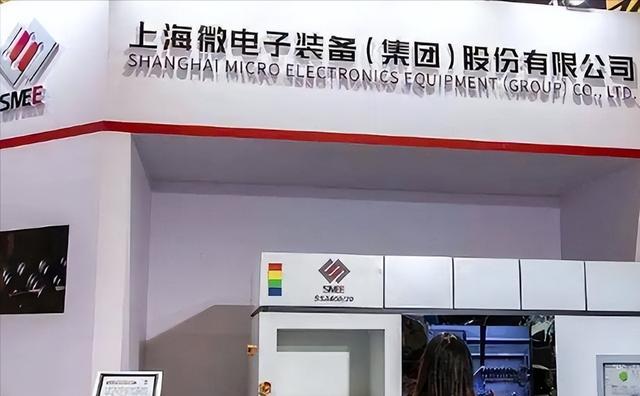 上海微电子装备(集团)股份有限公司
SHANGHAI MICRO ELECTRONICS EQUIPMENT (GROUP) CO., LTD.
SMEE
SMEE